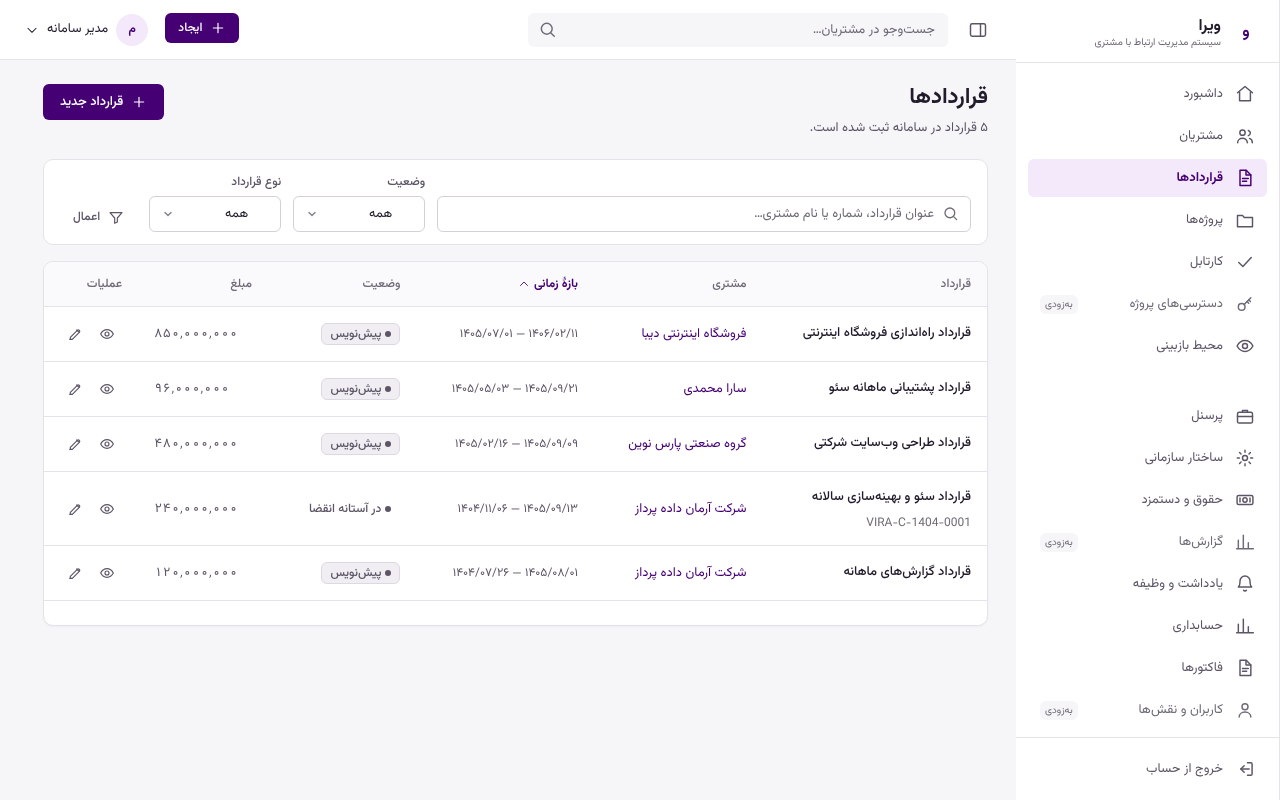 و
ویرا
سیستم مدیریت ارتباط با مشتری
داشبورد
مشتریان
قراردادها
پروژه‌ها
کارتابل
دسترسی‌های پروژه
به‌زودی
محیط بازبینی
پرسنل
ساختار سازمانی
حقوق و دستمزد
گزارش‌ها
به‌زودی
یادداشت و وظیفه
حسابداری
فاکتورها
کاربران و نقش‌ها
به‌زودی
خروج از حساب
جست‌وجو در مشتریان...
ایجاد
م
مدیر سامانه
قراردادها
۵ قرارداد در سامانه ثبت شده است.
قرارداد جدید
وضعیت
نوع قرارداد
عنوان قرارداد، شماره یا نام مشتری...
همه
همه
اعمال
قرارداد مشتری بازهٔ زمانی وضعیت مبلغ عملیات
قرارداد راه‌اندازی فروشگاه اینترنتی فروشگاه اینترنتی دیبا ۱۴۰۵/۰۷/۰۱ — ۱۴۰۶/۰۲/۱۱ پیش‌نویس ۸۵۰,۰۰۰,۰۰۰
قرارداد پشتیبانی ماهانه سئو سارا محمدی ۱۴۰۵/۰۵/۰۳ — ۱۴۰۵/۰۹/۲۱ پیش‌نویس ۹۶,۰۰۰,۰۰۰
قرارداد طراحی وب‌سایت شرکتی گروه صنعتی پارس نوین ۱۴۰۵/۰۲/۱۶ — ۱۴۰۵/۰۹/۰۹ پیش‌نویس ۴۸۰,۰۰۰,۰۰۰
قرارداد سئو و بهینه‌سازی سالانه شرکت آرمان داده پرداز ۱۴۰۴/۱۱/۰۶ — ۱۴۰۵/۰۹/۱۳ در آستانه انقضا ۲۴۰,۰۰۰,۰۰۰
VIRA-C-1404-0001
قرارداد گزارش‌های ماهانه شرکت آرمان داده پرداز ۱۴۰۴/۰۷/۲۶ — ۱۴۰۵/۰۸/۰۱ پیش‌نویس ۱۲۰,۰۰۰,۰۰۰